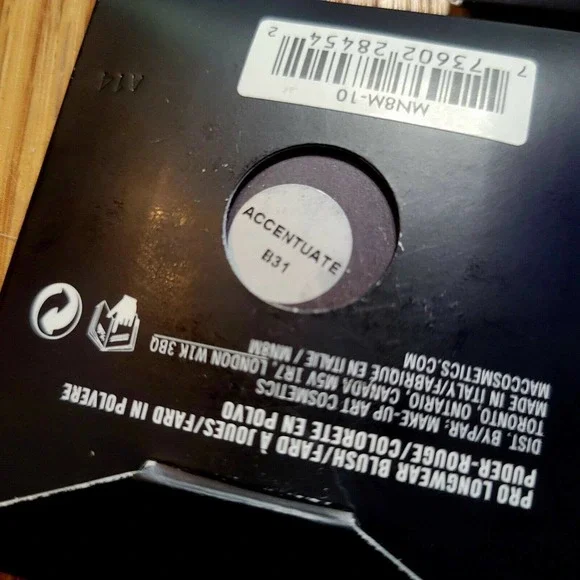 PRO LONGWEAR BLUSH/FARD À JOUES/FARD IN POLVERE
PUDER-ROUGE/COLORETE EN POLVO
DIST. BY/PAR: MAKE-UP ART COSMETICS
TORONTO, ONTARIO, CANADA M5V 1R7, LONDON W1K 3BQ
MADE IN ITALY/FABRIQUÉ EN ITALIE / MN8M
MACCOSMETICS.COM
ACCENTUATE
B31
MN8M-10
7 73602 28454 2
A14